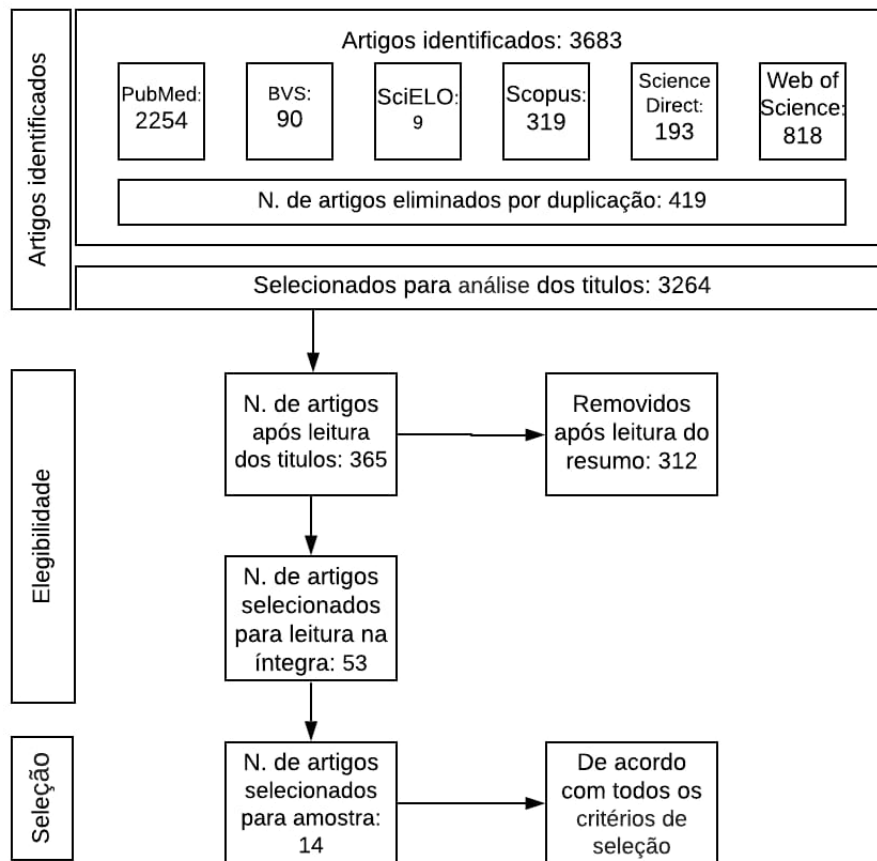 Artigos identificados
Artigos identificados: 3683
PubMed:
2254
BVS:
90
SciELO:
9
Scopus:
319
Science
Direct:
193
Web of
Science:
818
N. de artigos eliminados por duplicação: 419
Selecionados para análise dos titulos: 3264
Elegibilidade
N. de artigos
após leitura
dos titulos: 365
Removidos
após leitura do
resumo: 312
N. de artigos
selecionados
para leitura na
íntegra: 53
Seleção
N. de artigos
selecionados
para amostra:
14
De acordo
com todos os
critérios de
seleção